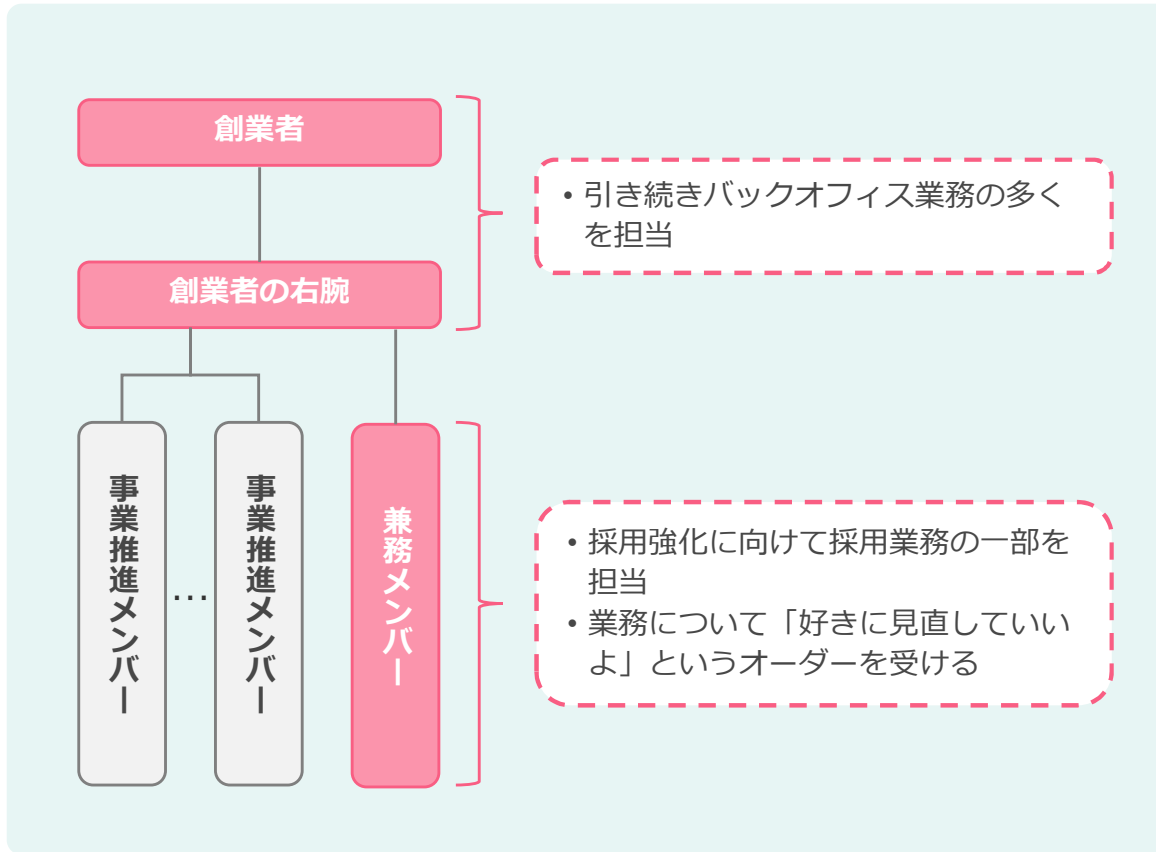 創業者
・引き続きバックオフィス業務の多く
を担当
創業者の右腕
事業推進メンバー
…
事業推進メンバー
兼務メンバー
・採用強化に向けて採用業務の一部を
担当
・業務について「好きに見直していい
よ」というオーダーを受ける